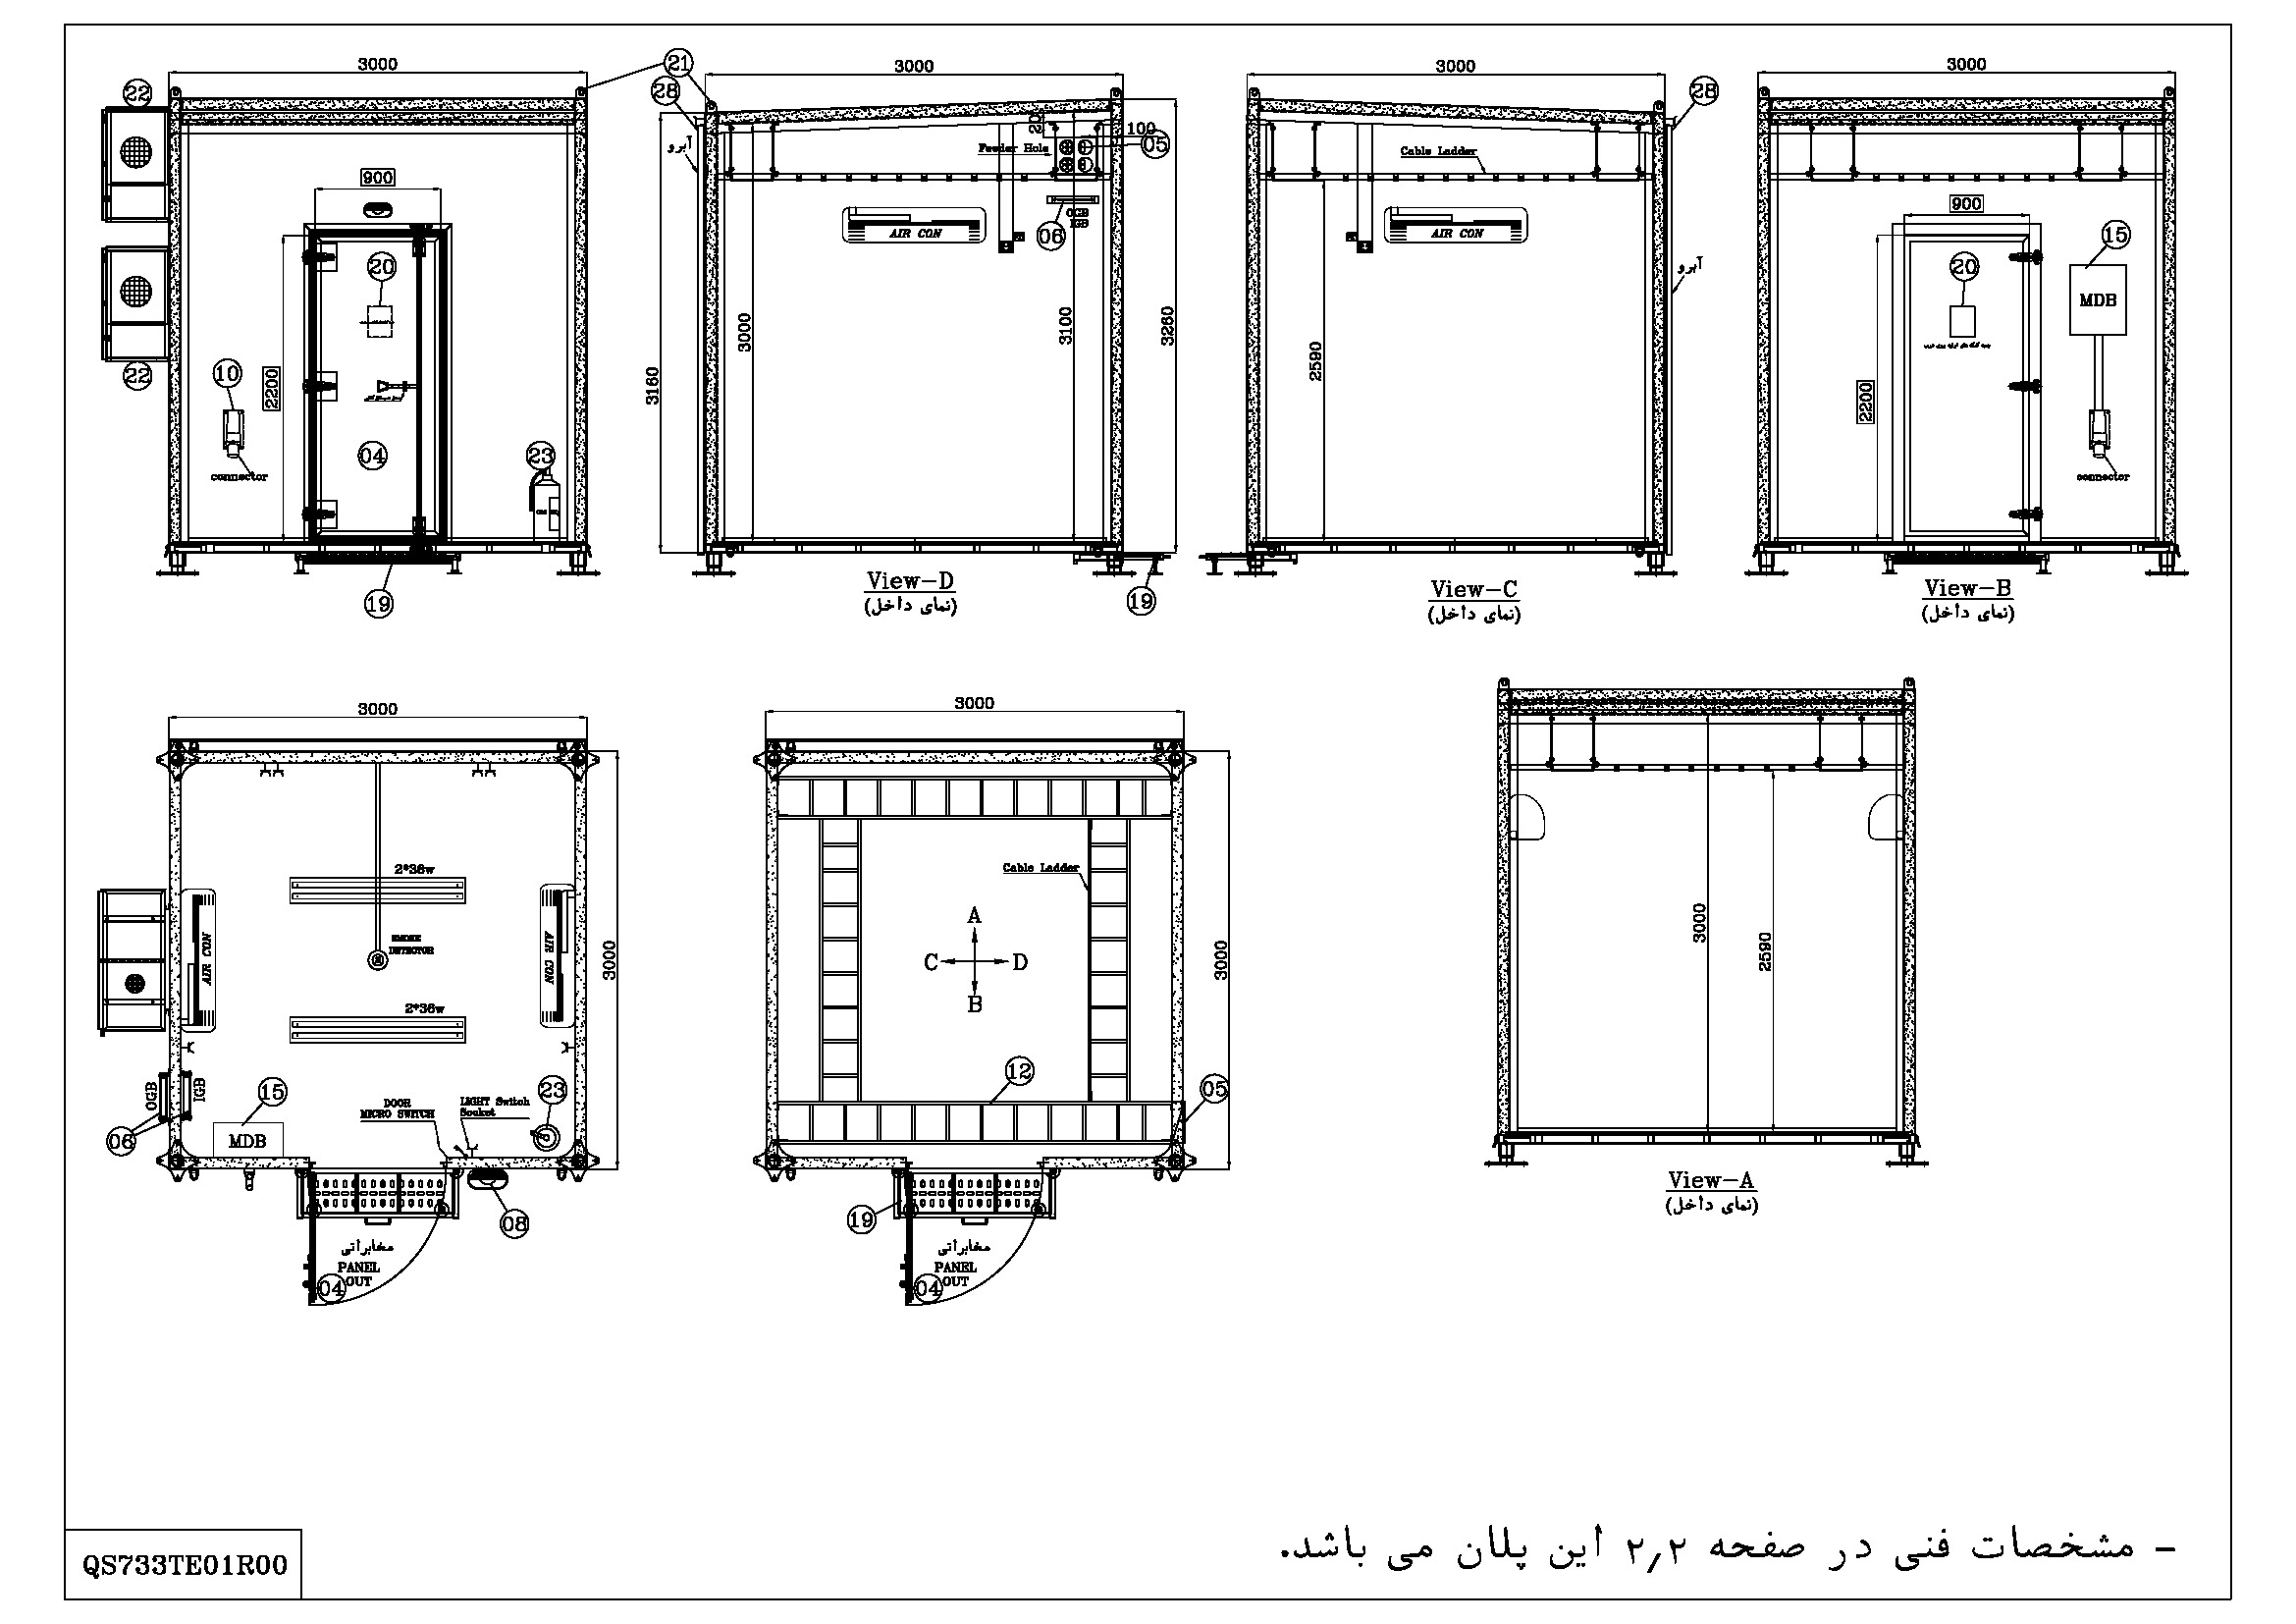 3000
21
22
28
900
20
10
2200
04
connector
23
22
19
3000
آبرو
20
100
05
Feeder Hole
OGB
IGB
06
AIR CON
3160
3000
3100
3260
View-D
(نمای داخل)
19
3000
28
Cable Ladder
AIR CON
آبرو
2590
View-C
(نمای داخل)
3000
900
15
20
MDB
2200
connector
View-B
(نمای داخل)
3000
2*36w
AIR CON
AIR CON
SMOKE
DETECTOR
3000
2*36w
OGB
IGB
06
15
MDB
DOOR
MICRO SWITCH
LIGHT Switch
Socket
23
08
مخابراتی
PANEL
OUT
04
3000
Cable Ladder
A
C
D
B
3000
12
05
19
مخابراتی
PANEL
OUT
04
3000
2590
View-A
(نمای داخل)
- مشخصات فنی در صفحه ۲٫۲ این پلان می باشد.
QS733TE01R00